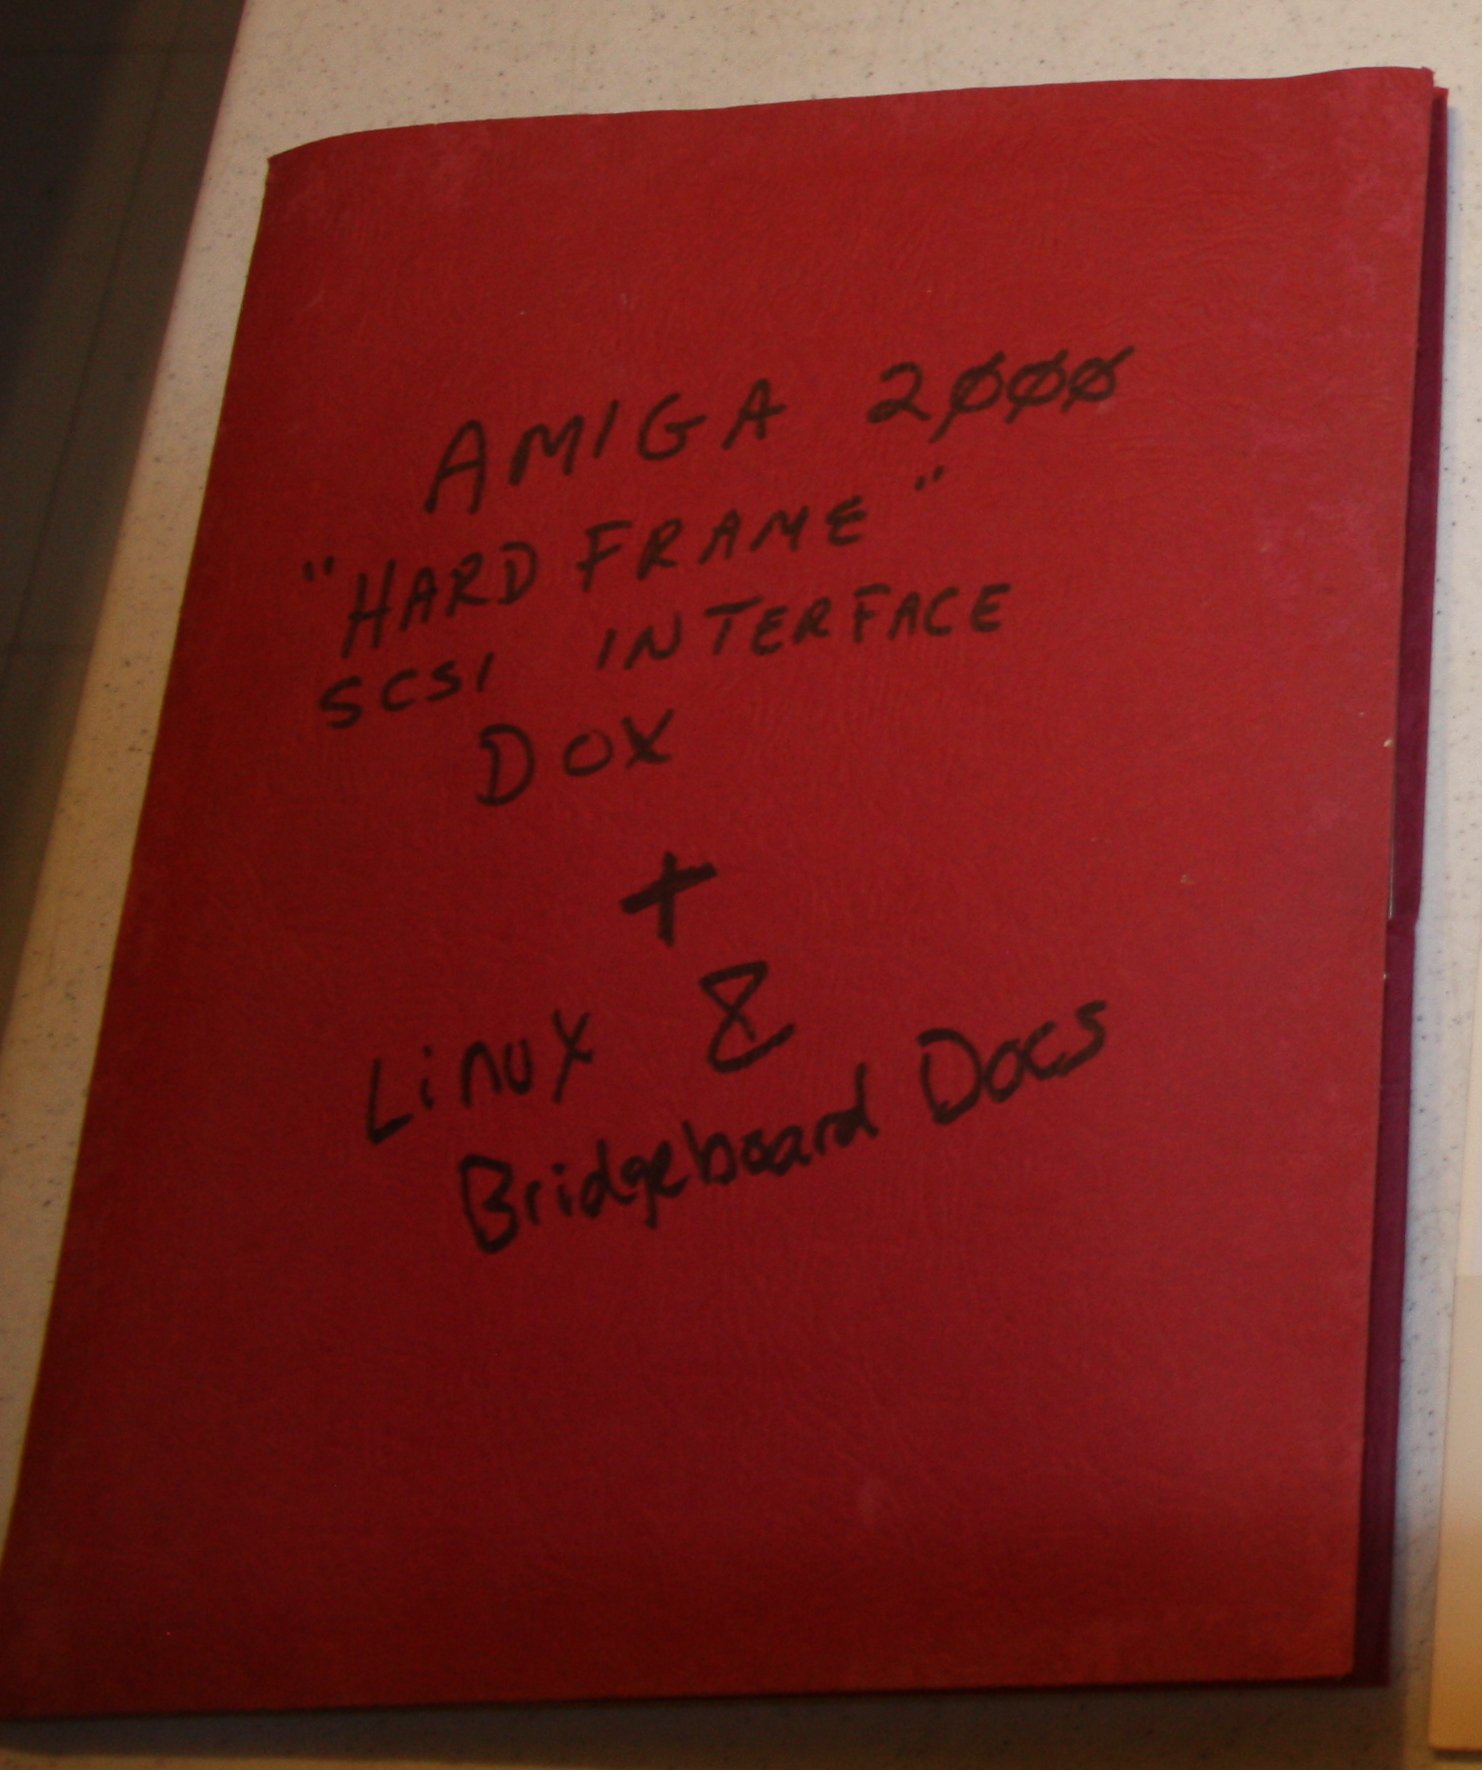 AMIGA 2000
"HARD FRAME"
SCSI INTERFACE
DOX
+
Linux &
Bridgeboard Docs